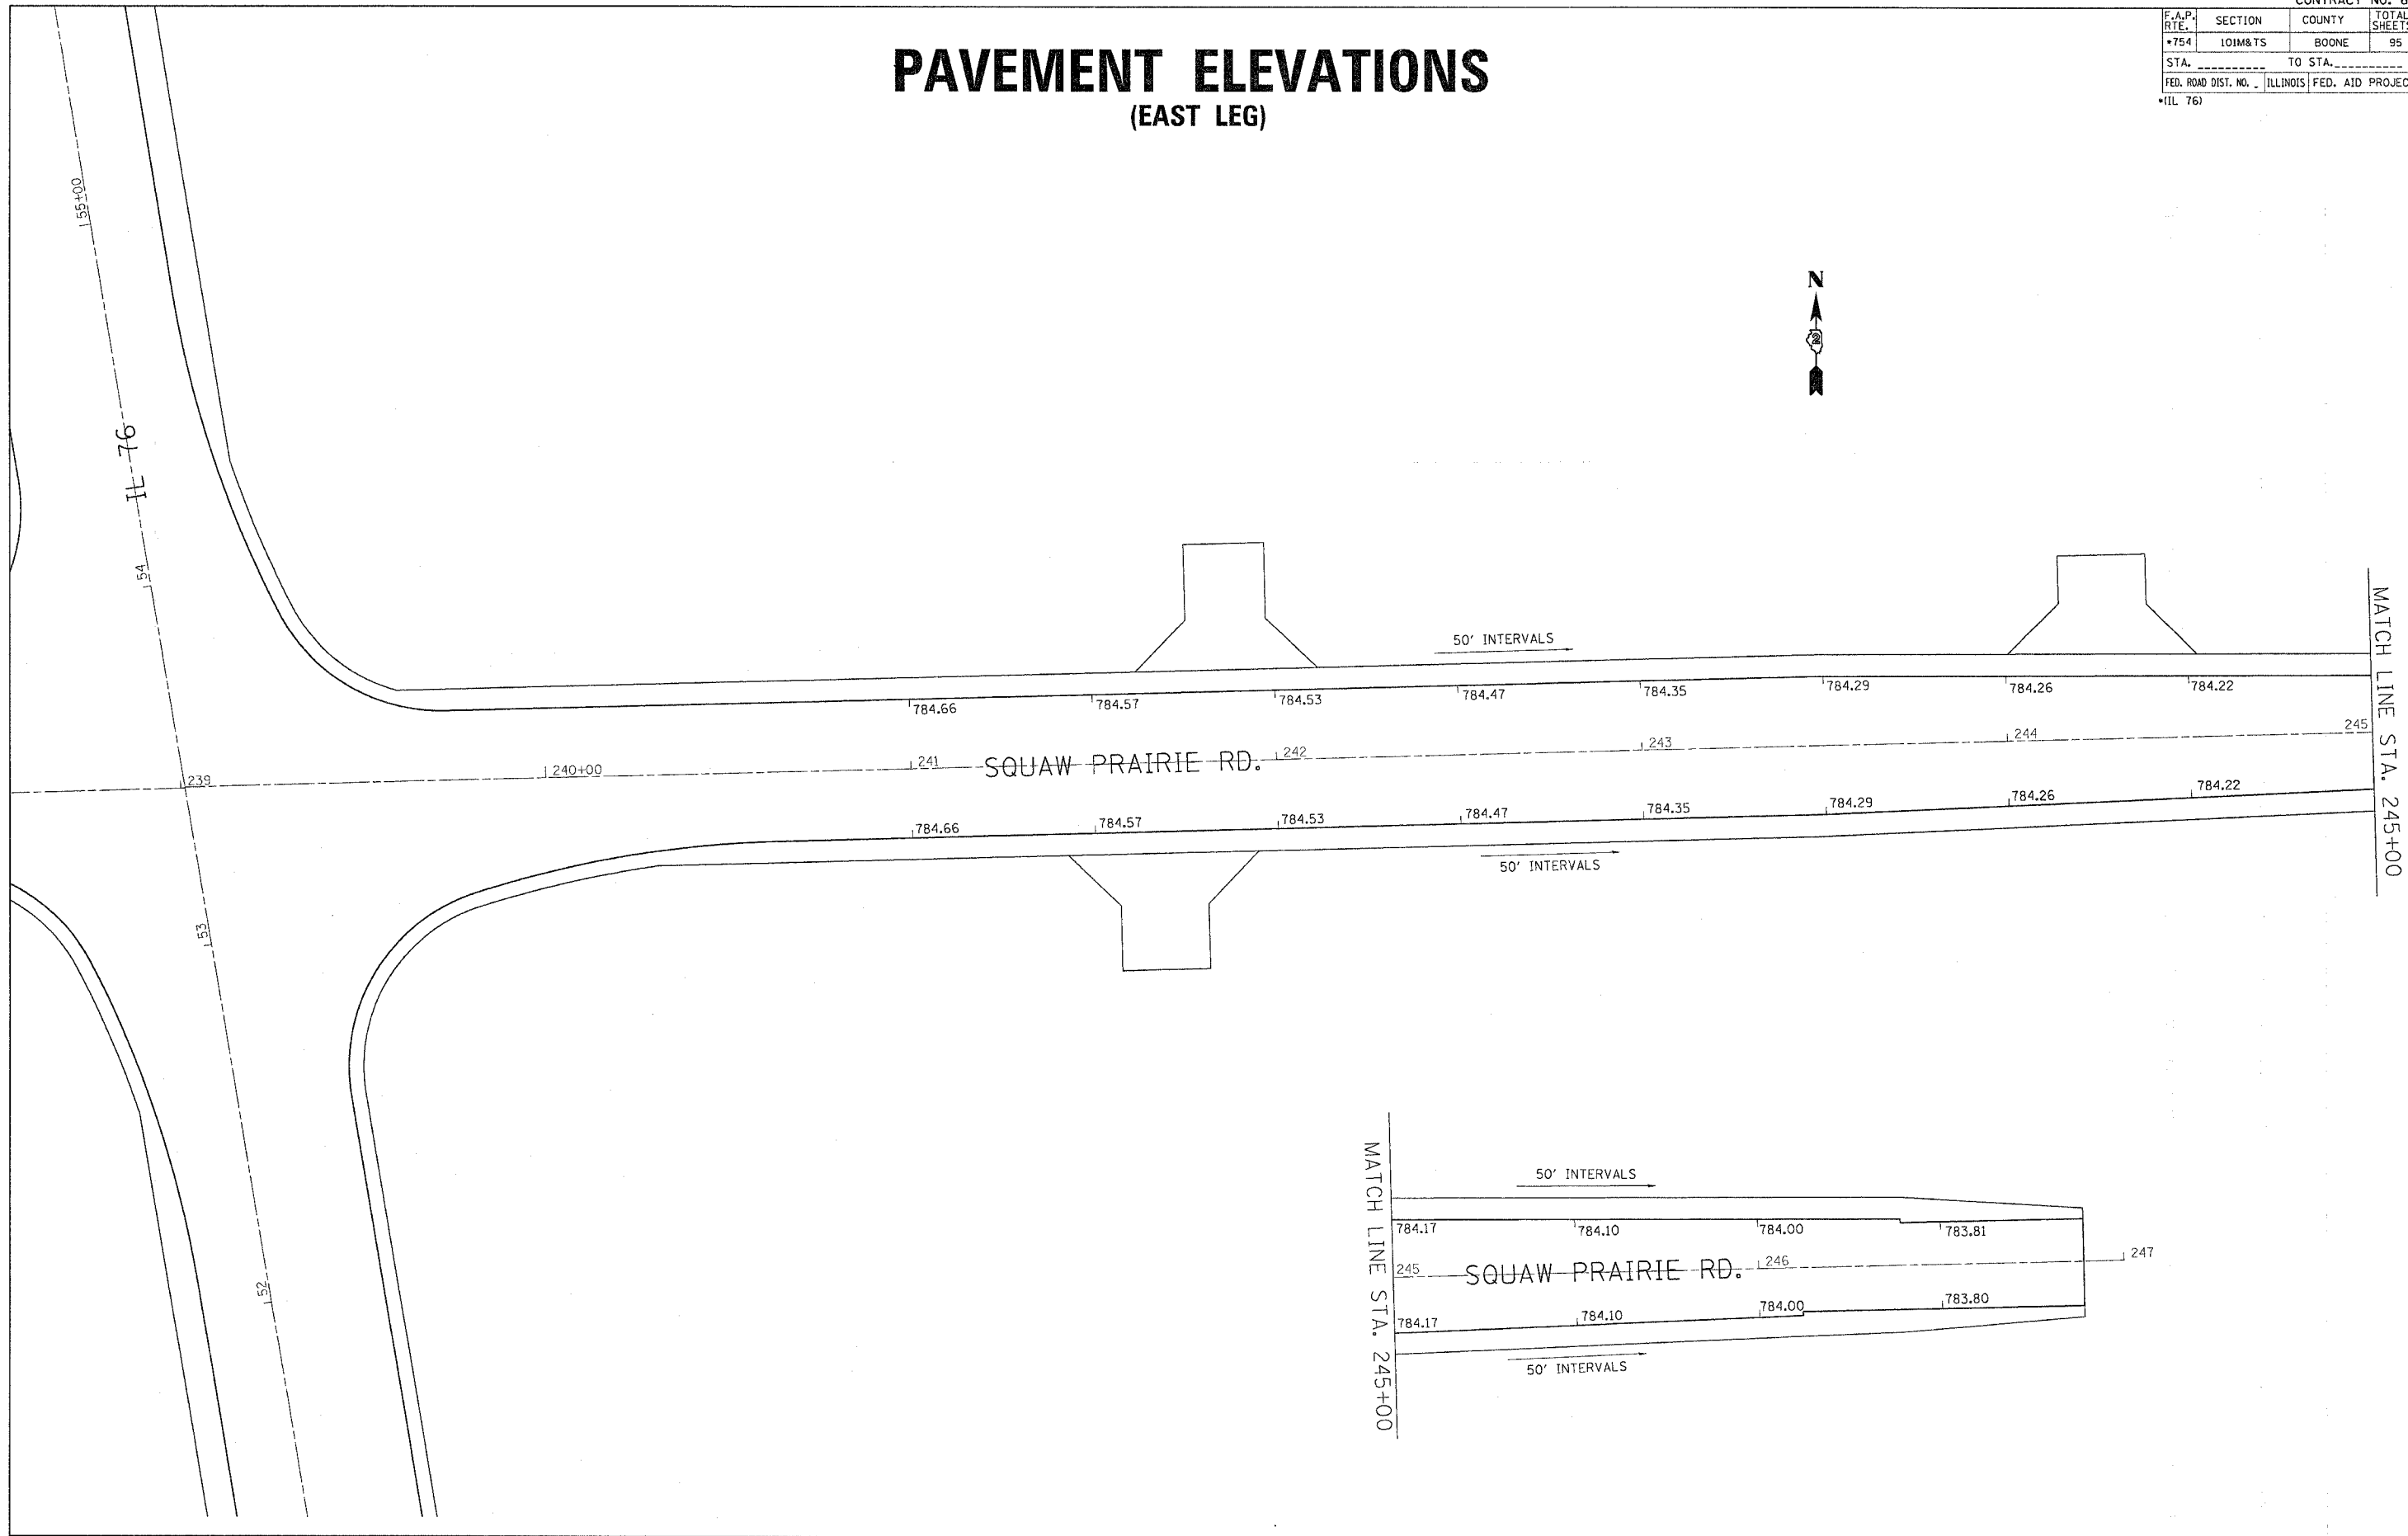 CONTRACT NO.
F.A.P. RTE. SECTION COUNTY TOTAL SHEETS
*754 101M&TS BOONE 95
STA. __________ TO STA. __________
FED. ROAD DIST. NO. _ ILLINOIS FED. AID
*(IL 76)
PAVEMENT ELEVATIONS
(EAST LEG)
N
2
55+00
IL 76
54
53
52
50' INTERVALS
784.66 784.57 784.53 784.47 784.35 784.29 784.26 784.22
239 240+00 241 SQUAW PRAIRIE RD. 242 243 244 245
784.66 784.57 784.53 784.47 784.35 784.29 784.26 784.22
50' INTERVALS
MATCH LINE STA. 245+00
MATCH LINE STA. 245+00
50' INTERVALS
784.17 784.10 784.00 783.81
245 SQUAW PRAIRIE RD. 246 247
784.17 784.10 784.00 783.80
50' INTERVALS